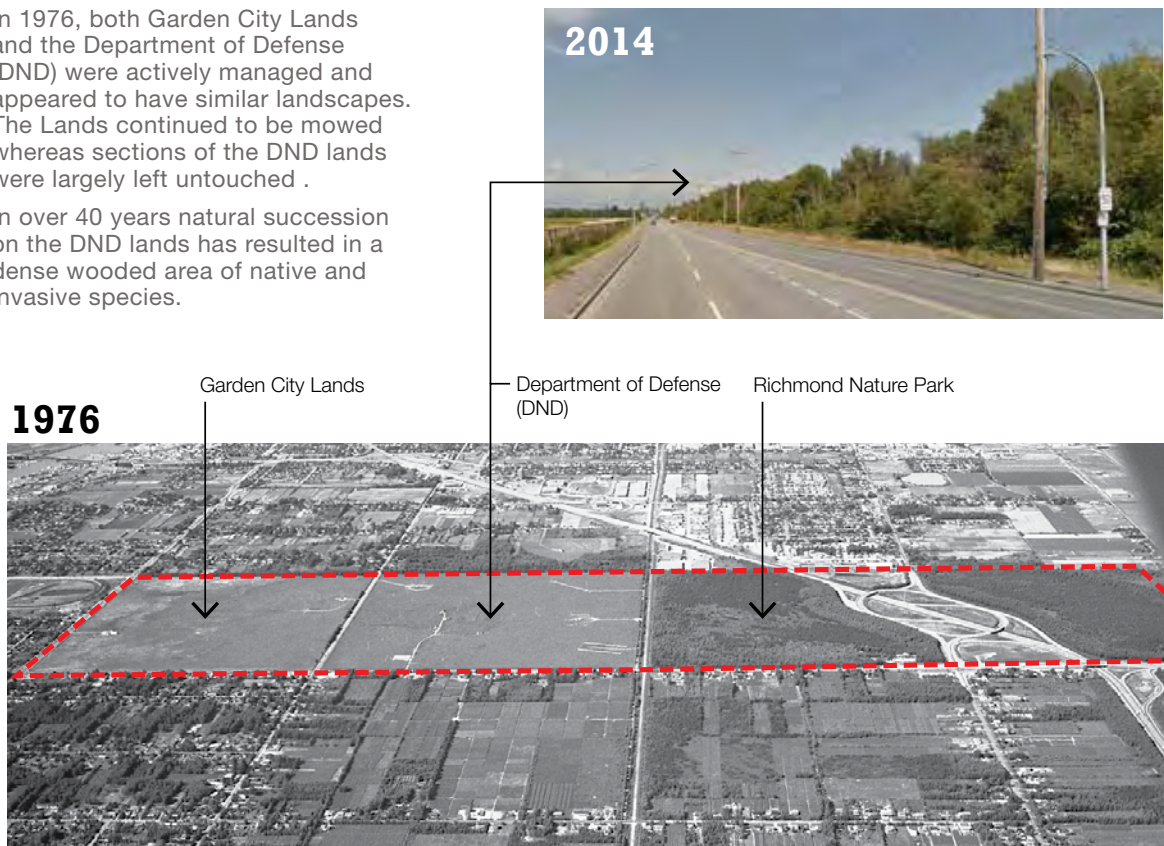 n 1976, both Garden City Lands
and the Department of Defense
(DND) were actively managed and
appeared to have similar landscapes.
The Lands continued to be mowed
whereas sections of the DND lands
were largely left untouched .
n over 40 years natural succession
on the DND lands has resulted in a
dense wooded area of native and
nvasive species.
2014
Garden City Lands
Department of Defense
(DND)
Richmond Nature Park
1976